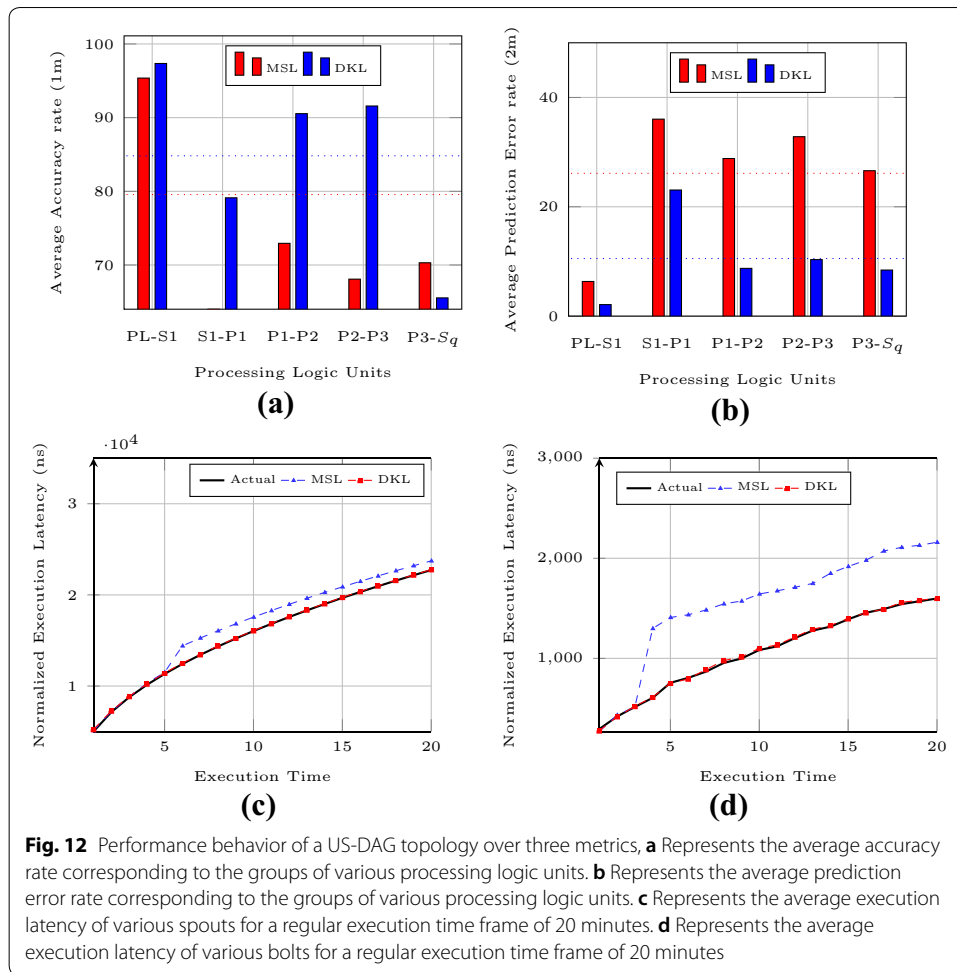 100
90
80
70
Average Accuracy rate (1m)
MSL DKL
PL-S1 S1-P1 P1-P2 P2-P3 P3-Sq
Processing Logic Units
(a)
40
20
0
Average Prediction Error rate (2m)
MSL DKL
PL-S1 S1-P1 P1-P2 P2-P3 P3-Sq
Processing Logic Units
(b)
·10^4
3
2
1
Normalized Execution Latency (ns)
Actual MSL DKL
5 10 15 20
Execution Time
(c)
3,000
2,000
1,000
Normalized Execution Latency (ns)
Actual MSL DKL
5 10 15 20
Execution Time
(d)
Fig. 12 Performance behavior of a US-DAG topology over three metrics, a Represents the average accuracy
rate corresponding to the groups of various processing logic units. b Represents the average prediction
error rate corresponding to the groups of various processing logic units. c Represents the average execution
latency of various spouts for a regular execution time frame of 20 minutes. d Represents the average
execution latency of various bolts for a regular execution time frame of 20 minutes